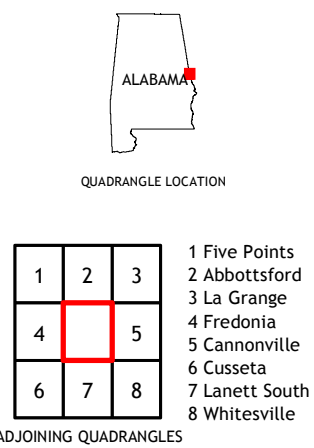 ALABAMA
QUADRANGLE LOCATION
1 2 3
4 5
6 7 8
1 Five Points
2 Abbottsford
3 La Grange
4 Fredonia
5 Cannonville
6 Cusseta
7 Lanett South
8 Whitesville
ADJOINING QUADRANGLES